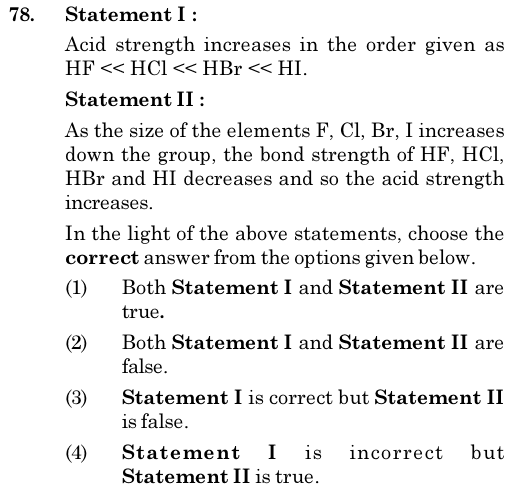 78. Statement I :
Acid strength increases in the order given as
HF << HCl << HBr << HI.
Statement II :
As the size of the elements F, Cl, Br, I increases
down the group, the bond strength of HF, HCl,
HBr and HI decreases and so the acid strength
increases.
In the light of the above statements, choose the
correct answer from the options given below.
(1) Both Statement I and Statement II are
true.
(2) Both Statement I and Statement II are
false.
(3) Statement I is correct but Statement II
is false.
(4) Statement I is incorrect but
Statement II is true.